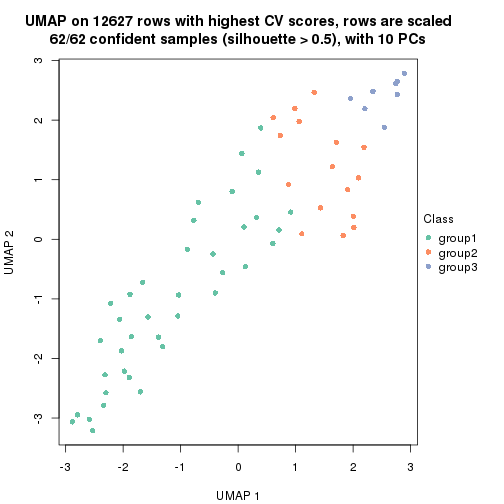 UMAP on 12627 rows with highest CV scores, rows are scaled
62/62 confident samples (silhouette > 0.5), with 10 PCs
UMAP 2
3
2
1
0
-1
-2
-3
-3 -2 -1 0 1 2 3
UMAP 1
Class
group1
group2
group3